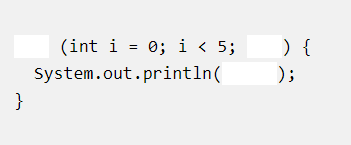 (int i = 0; i < 5; ) {
System.out.println( );
}